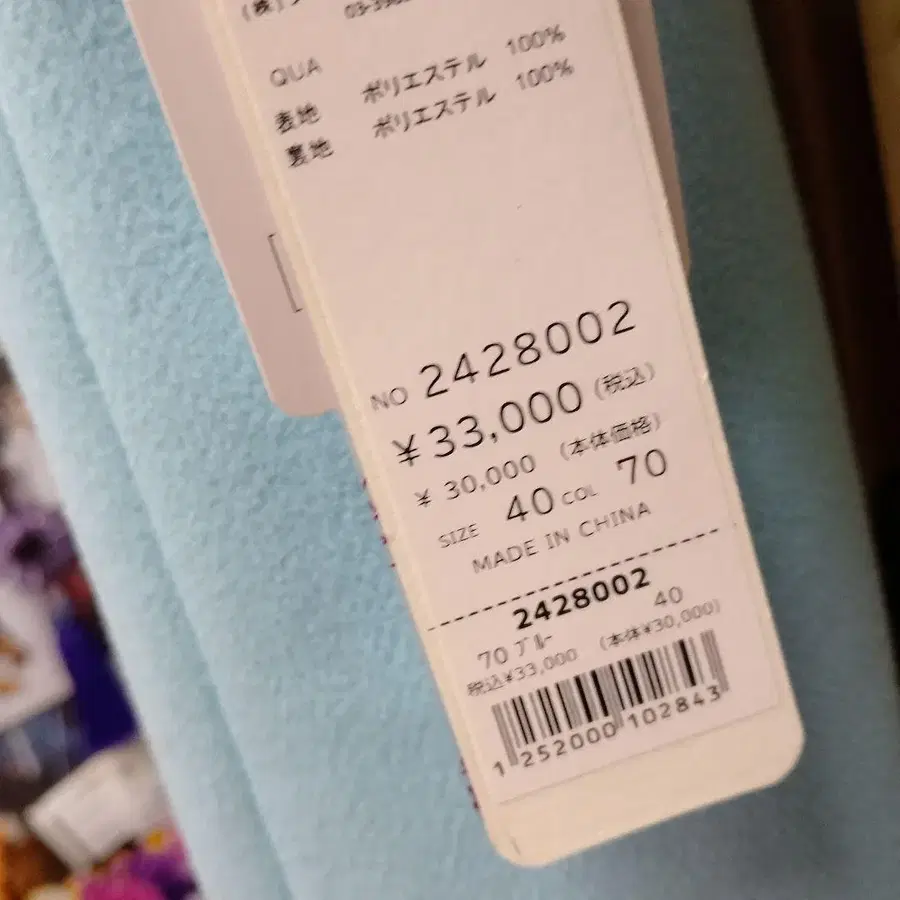 (株)
QUA
表地 ポリエステル 100%
裏地 ポリエステル 100%
NO 2428002
¥33,000 (税込)
¥ 30,000 (本体価格)
SIZE 40 COL 70
MADE IN CHINA
2428002
70 ブルー 40
税込¥33,000 (本体¥30,000)
1 252000 102843